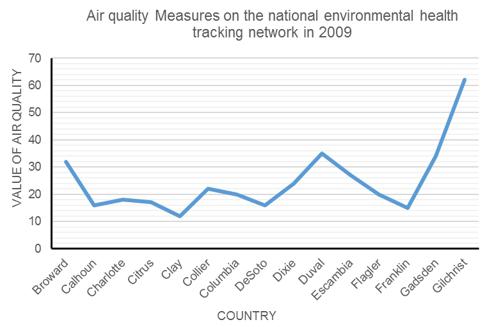 Air quality Measures on the national environmental health
tracking network in 2009
VALUE OF AIR QUALITY
70
60
50
40
30
20
10
0
Broward
Calhoun
Charlotte
Citrus
Clay
Collier
Columbia
DeSoto
Dixie
Duval
Escambia
Flagler
Franklin
Gadsden
Gilchrist
COUNTRY